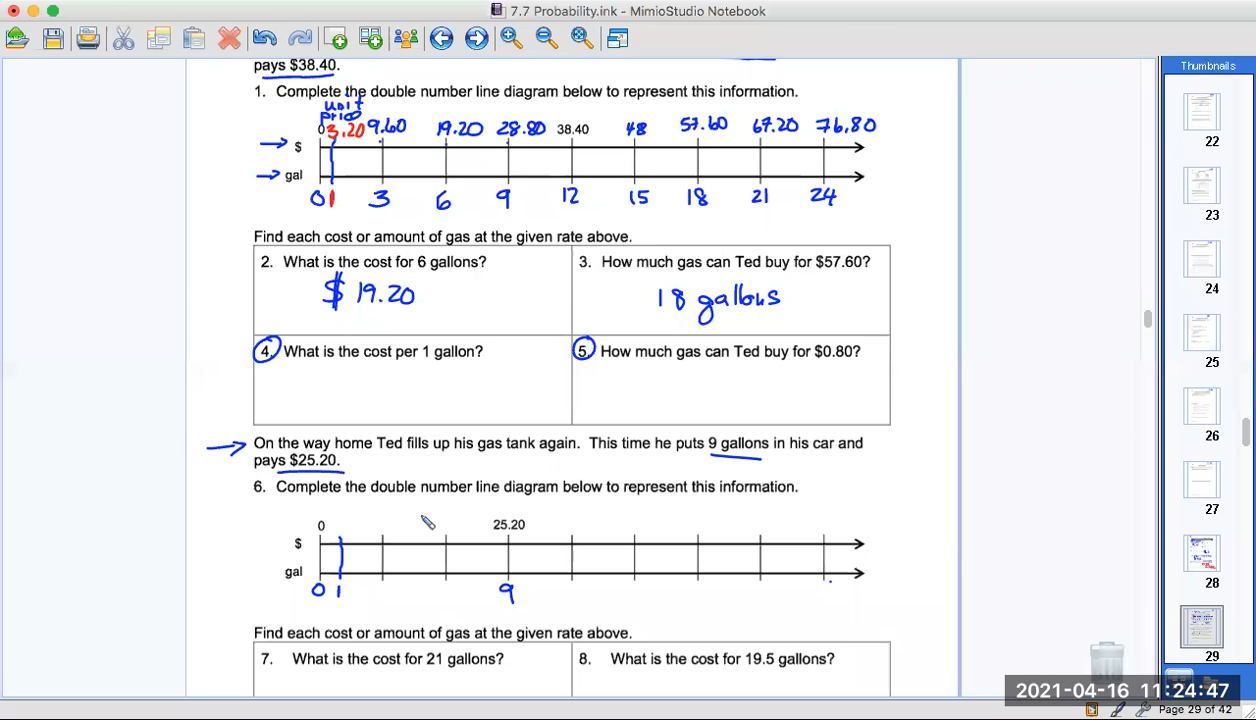 7.7 Probability.ink - MimioStudio Notebook
pays $38.40.
1. Complete the double number line diagram below to represent this information.
unit
price
0 3.20 9.60 19.20 28.80 38.40 48 57.60 67.20 76.80
$
gal
0 1 3 6 9 12 15 18 21 24
Find each cost or amount of gas at the given rate above.
2. What is the cost for 6 gallons?
$ 19.20
3. How much gas can Ted buy for $57.60?
18 gallons
4. What is the cost per 1 gallon?
5. How much gas can Ted buy for $0.80?
On the way home Ted fills up his gas tank again. This time he puts 9 gallons in his car and
pays $25.20.
6. Complete the double number line diagram below to represent this information.
0 25.20
$
gal
0 1 9
Find each cost or amount of gas at the given rate above.
7. What is the cost for 21 gallons?
8. What is the cost for 19.5 gallons?
Thumbnails
22
23
24
25
26
27
28
29
2021-04-16 11:24:47
Page 29 of 42